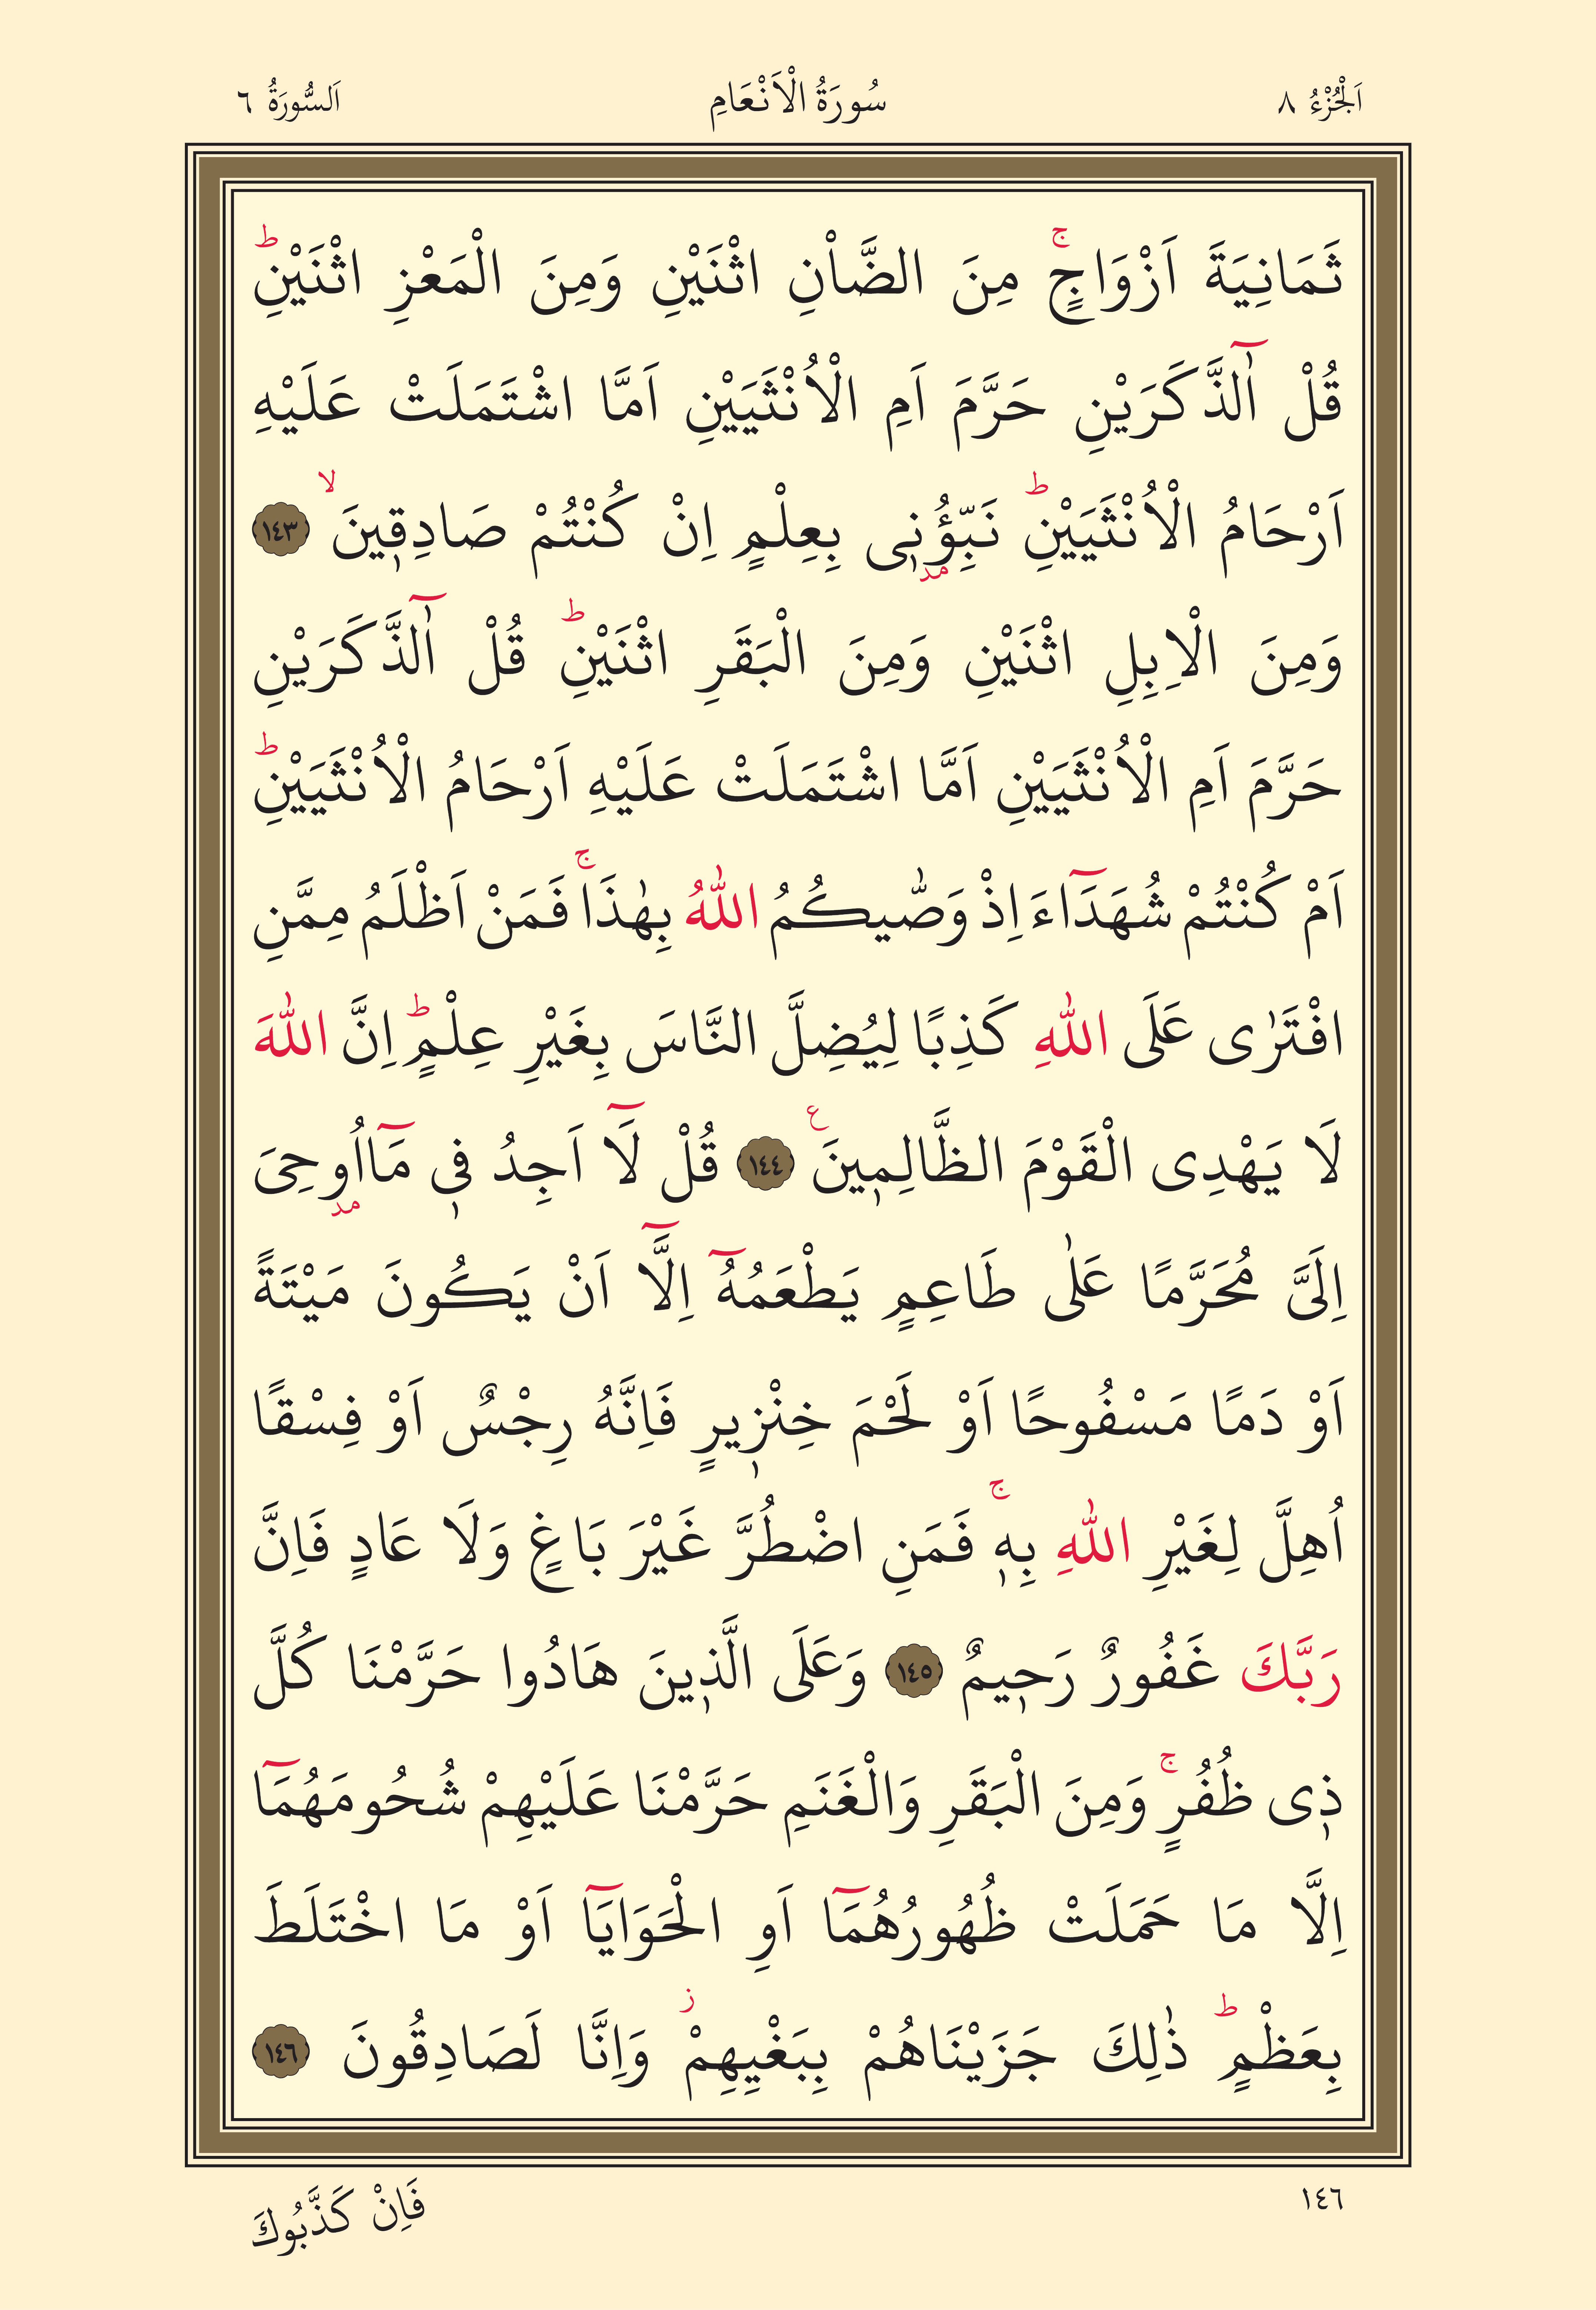 اَلْجُزْءُ ٨ سُورَةُ الْاَنْعَامِ اَلسُّورَةُ ٦
ثَمَانِيَةَ اَزْوَاجٍۚ مِنَ الضَّاْنِ اثْنَيْنِ وَمِنَ الْمَعْزِ اثْنَيْنِۜ
قُلْ آٰلذَّكَرَيْنِ حَرَّمَ اَمِ الْاُنْثَيَيْنِ اَمَّا اشْتَمَلَتْ عَلَيْهِ
اَرْحَامُ الْاُنْثَيَيْنِۜ نَبِّؤُ۫ن۪ى بِعِلْمٍ اِنْ كُنْتُمْ صَادِق۪ينَۙ ﴿١٤٣﴾
وَمِنَ الْاِبِلِ اثْنَيْنِ وَمِنَ الْبَقَرِ اثْنَيْنِۜ قُلْ آٰلذَّكَرَيْنِ
حَرَّمَ اَمِ الْاُنْثَيَيْنِ اَمَّا اشْتَمَلَتْ عَلَيْهِ اَرْحَامُ الْاُنْثَيَيْنِۜ
اَمْ كُنْتُمْ شُهَدَٓاءَ اِذْ وَصّٰيكُمُ اللّٰهُ بِهٰذَاۚ فَمَنْ اَظْلَمُ مِمَّنِ
افْتَرٰى عَلَى اللّٰهِ كَذِبًا لِيُضِلَّ النَّاسَ بِغَيْرِ عِلْمٍۜ اِنَّ اللّٰهَ
لَا يَهْدِى الْقَوْمَ الظَّالِم۪ينَ۟ ﴿١٤٤﴾ قُلْ لَٓا اَجِدُ ف۪ى مَٓا اُو۫حِىَ
اِلَىَّ مُحَرَّمًا عَلٰى طَاعِمٍ يَطْعَمُهُٓ اِلَّٓا اَنْ يَكُونَ مَيْتَةً
اَوْ دَمًا مَسْفُوحًا اَوْ لَحْمَ خِنْز۪يرٍ فَاِنَّهُ رِجْسٌ اَوْ فِسْقًا
اُهِلَّ لِغَيْرِ اللّٰهِ بِه۪ۚ فَمَنِ اضْطُرَّ غَيْرَ بَاغٍ وَلَا عَادٍ فَاِنَّ
رَبَّكَ غَفُورٌ رَح۪يمٌ ﴿١٤٥﴾ وَعَلَى الَّذ۪ينَ هَادُوا حَرَّمْنَا كُلَّ
ذ۪ى ظُفُرٍۚ وَمِنَ الْبَقَرِ وَالْغَنَمِ حَرَّمْنَا عَلَيْهِمْ شُحُومَهُمَٓا
اِلَّا مَا حَمَلَتْ ظُهُورُهُمَٓا اَوِ الْحَوَايَٓا اَوْ مَا اخْتَلَطَ
بِعَظْمٍۜ ذٰلِكَ جَزَيْنَاهُمْ بِبَغْيِهِمْۘ وَاِنَّا لَصَادِقُونَ ﴿١٤٦﴾
١٤٦ فَاِنْ كَذَّبُوكَ